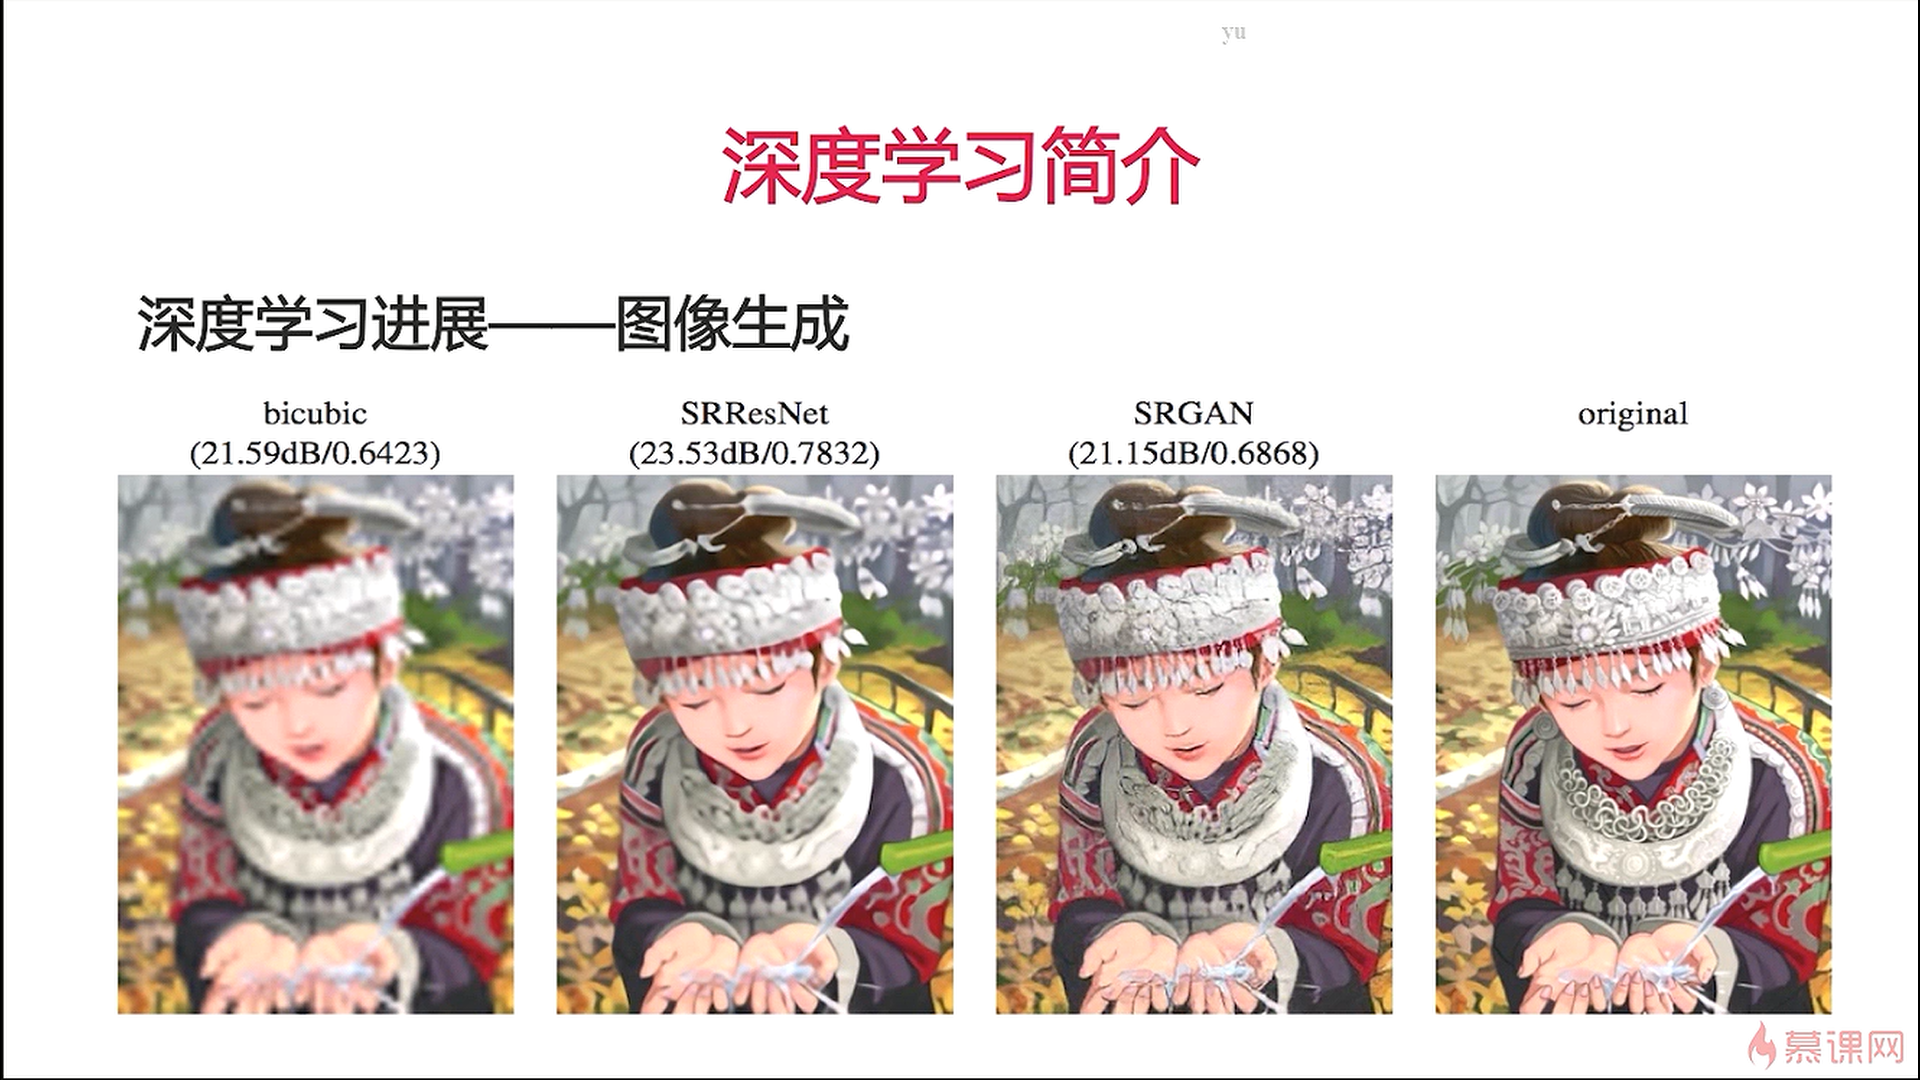 yu
深度学习简介
深度学习进展——图像生成
bicubic
(21.59dB/0.6423)
SRResNet
(23.53dB/0.7832)
SRGAN
(21.15dB/0.6868)
original
慕课网